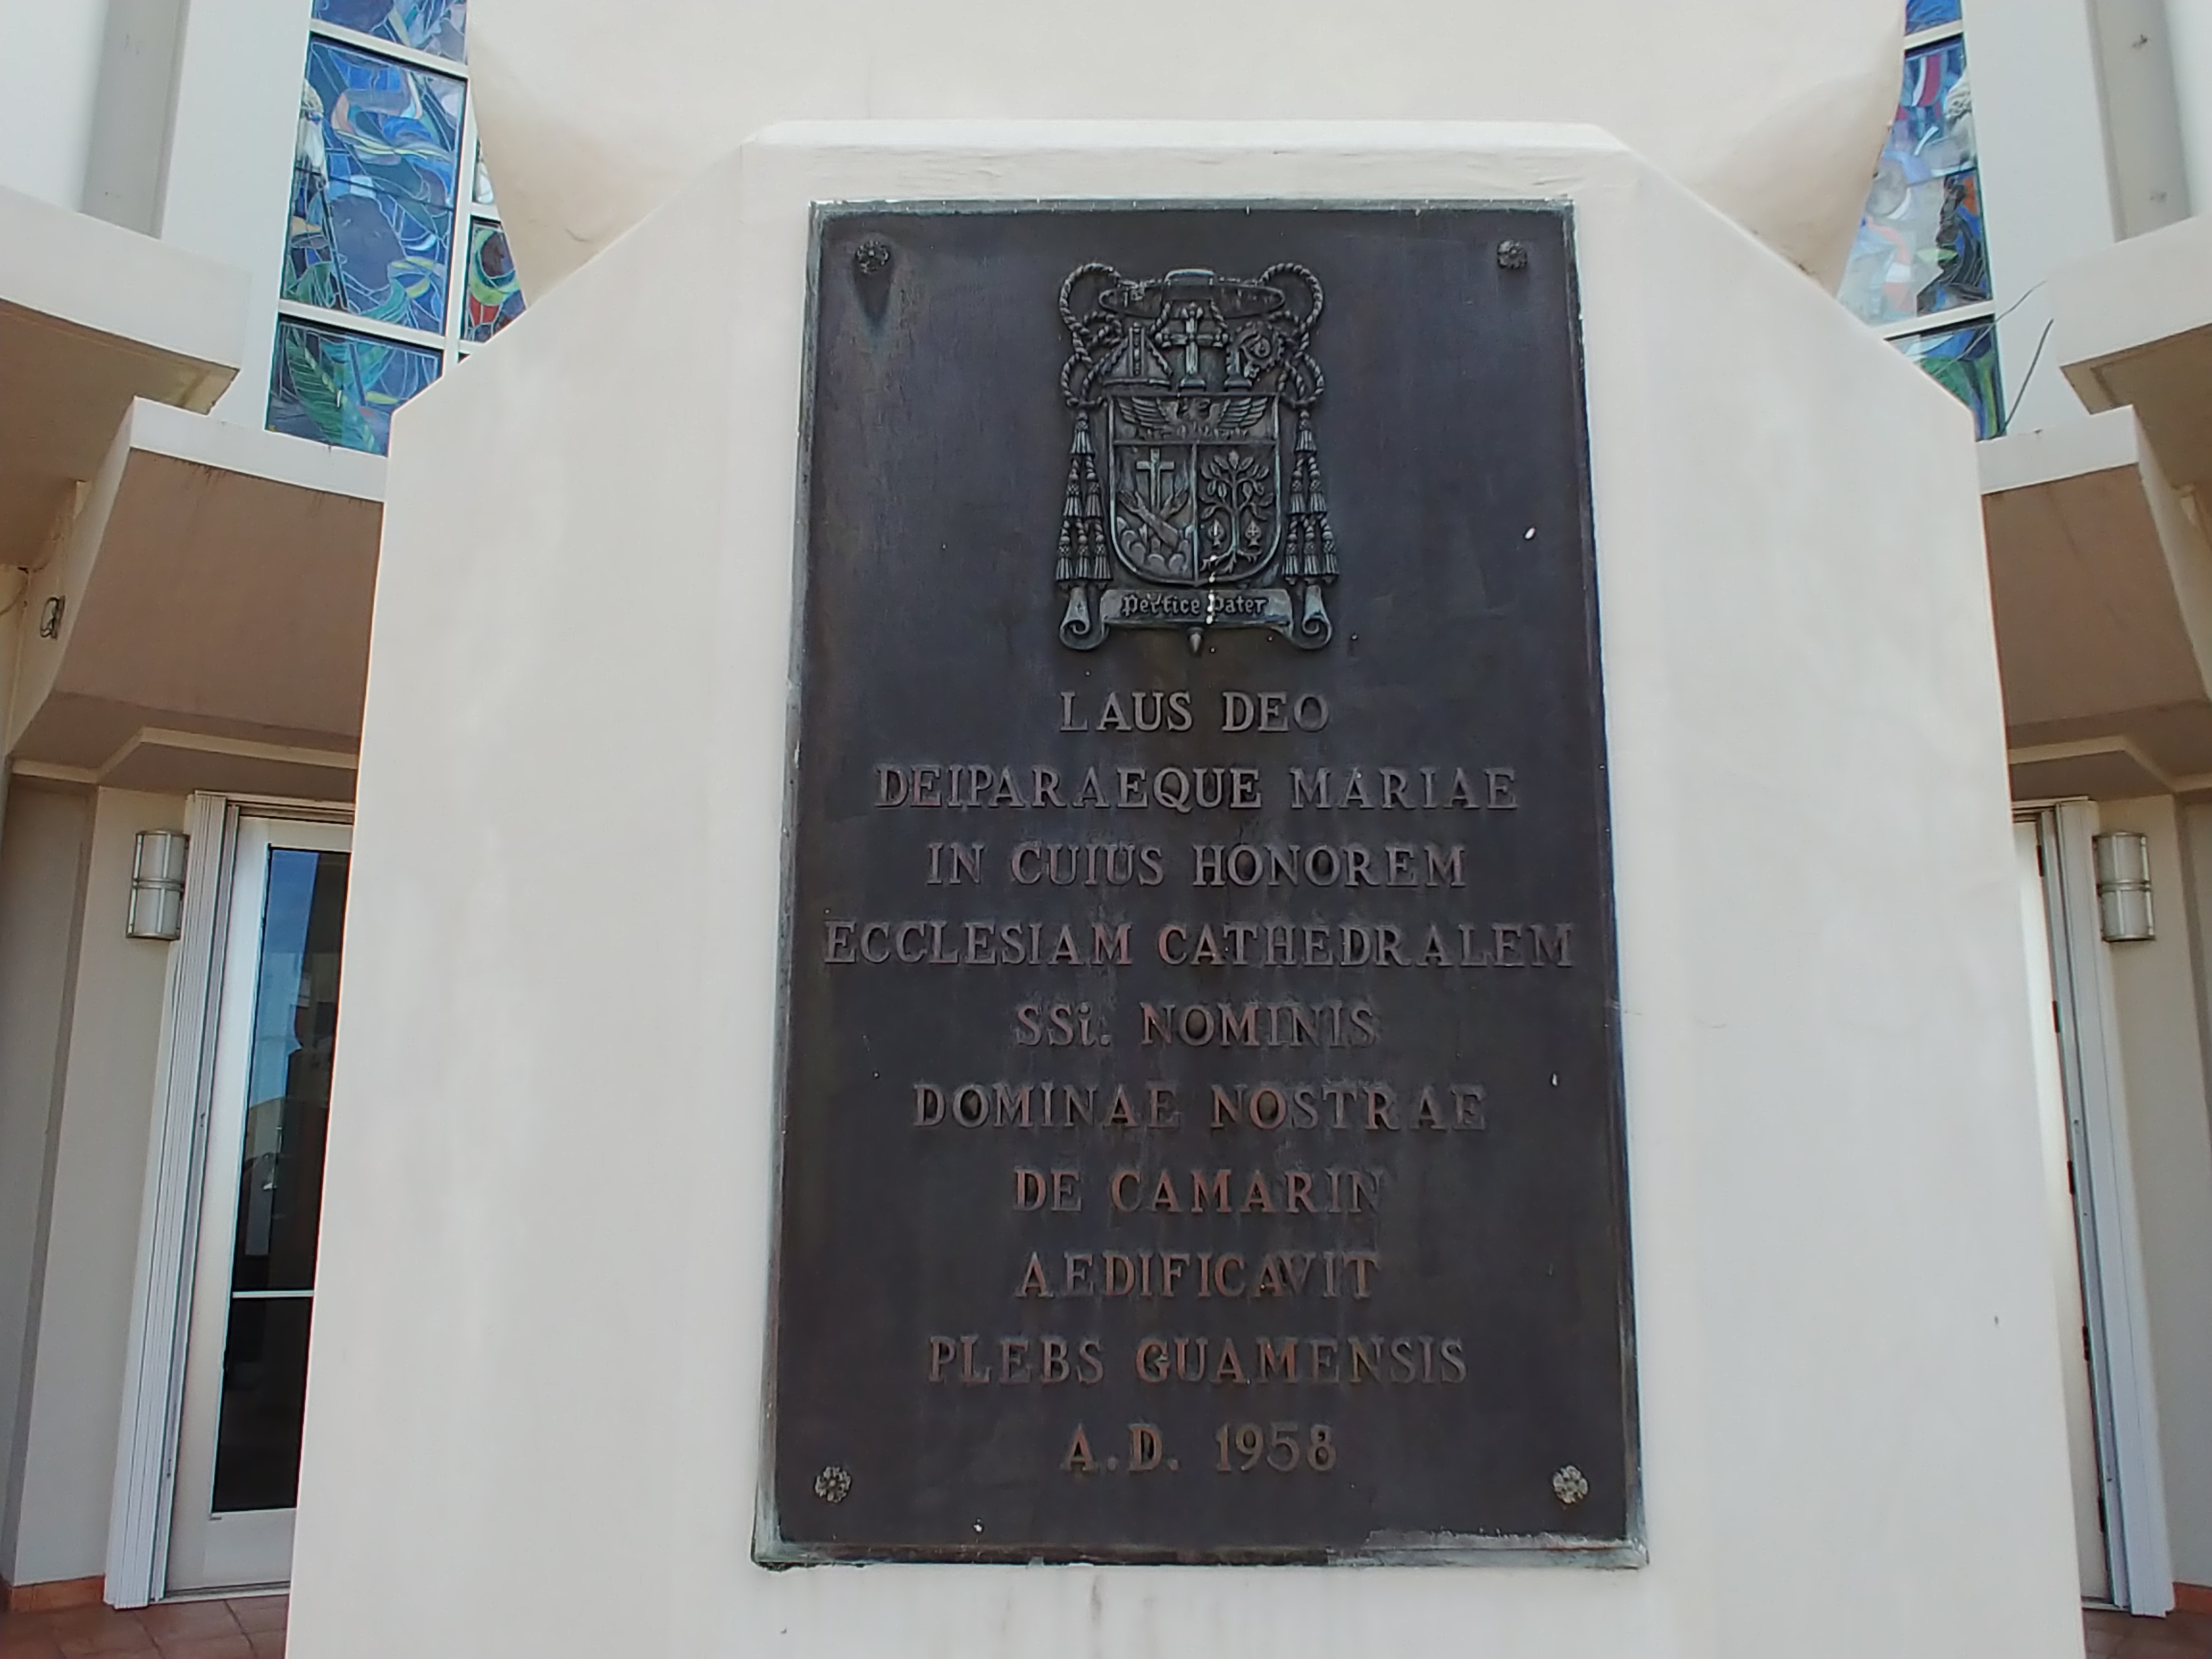 Perfice Pater
LAUS DEO
DEIPARAEQUE MARIAE
IN CUIUS HONOREM
ECCLESIAM CATHEDRALEM
SSi. NOMINIS
DOMINAE NOSTRAE
DE CAMARIN
AEDIFICAVIT
PLEBS GUAMENSIS
A.D. 1958